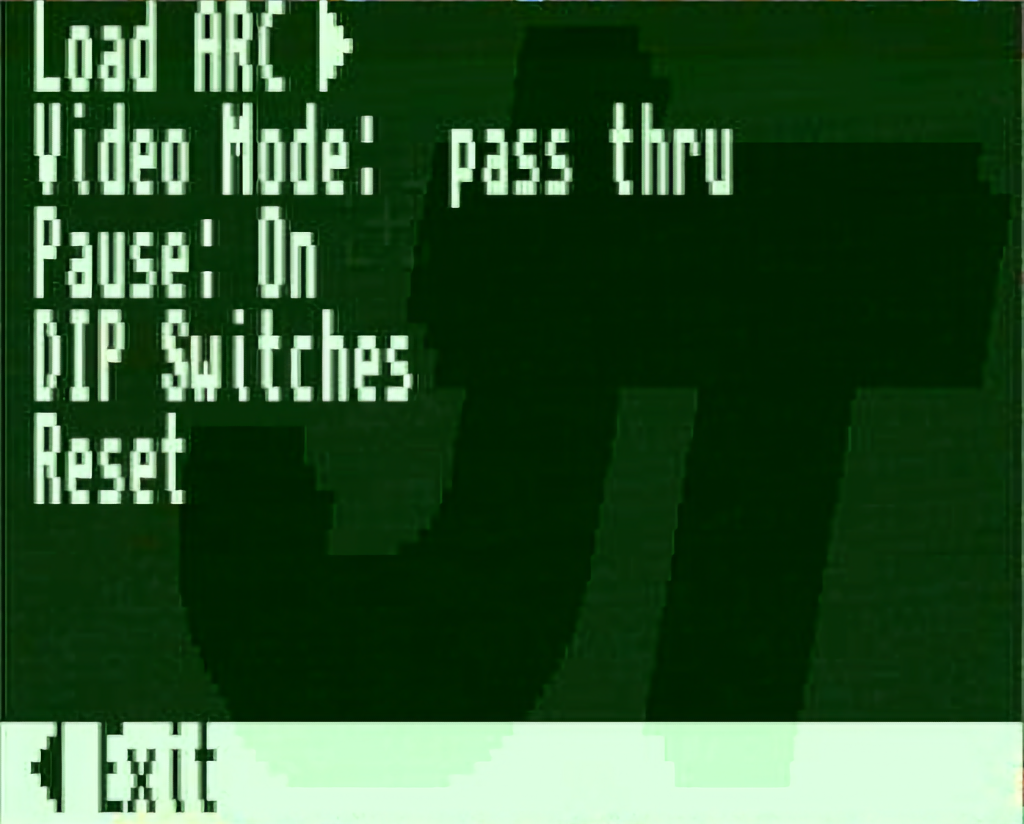 Load ARC
Video Mode: pass thru
Pause: On
DIP Switches
Reset
Exit